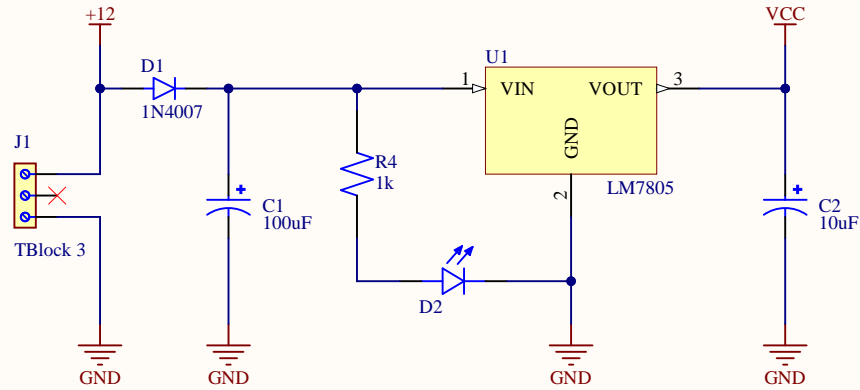 +12
VCC
D1
1N4007
U1
1
VIN
VOUT
3
GND
2
LM7805
J1
TBlock 3
R4
1k
C1
100uF
C2
10uF
D2
GND
GND
GND
GND